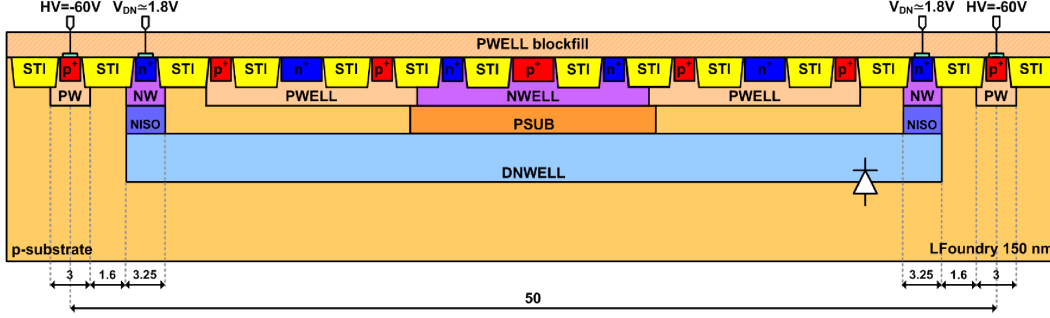 HV=-60V V_DN≃1.8V V_DN≃1.8V HV=-60V
PWELL blockfill
STI p+ STI n+ STI p+ STI n+ STI p+ STI n+ STI p+ STI n+ STI p+ STI n+ STI p+ STI n+ STI p+ STI
PW NW PWELL NWELL PWELL NW PW
NISO PSUB NISO
DNWELL
p-substrate LFoundry 150 nm
3 1.6 3.25 3.25 1.6 3
50